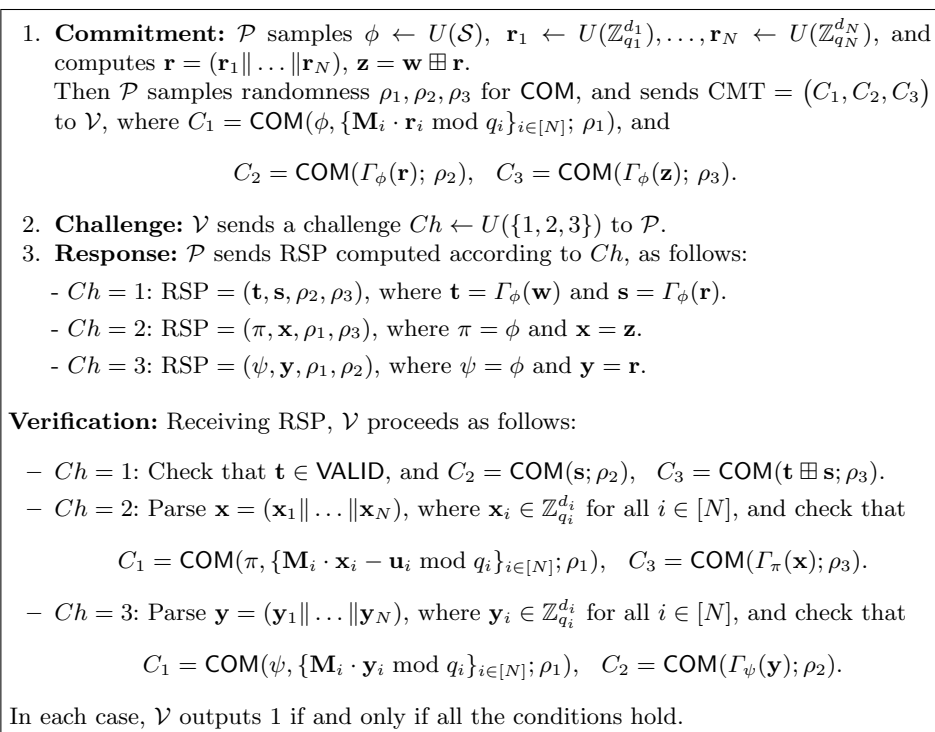 1. Commitment: 𝒫 samples ϕ ← U(𝒮), r₁ ← U(ℤ_{q₁}^{d₁}), . . . , r_N ← U(ℤ_{q_N}^{d_N}), and
computes r = (r₁‖ . . . ‖r_N), z = w ⊞ r.
Then 𝒫 samples randomness ρ₁, ρ₂, ρ₃ for COM, and sends CMT = (C₁, C₂, C₃)
to 𝒱, where C₁ = COM(ϕ, {M_i · r_i mod q_i}_{i∈[N]}; ρ₁), and
C₂ = COM(Γ_ϕ(r); ρ₂), C₃ = COM(Γ_ϕ(z); ρ₃).
2. Challenge: 𝒱 sends a challenge Ch ← U({1, 2, 3}) to 𝒫.
3. Response: 𝒫 sends RSP computed according to Ch, as follows:
- Ch = 1: RSP = (t, s, ρ₂, ρ₃), where t = Γ_ϕ(w) and s = Γ_ϕ(r).
- Ch = 2: RSP = (π, x, ρ₁, ρ₃), where π = ϕ and x = z.
- Ch = 3: RSP = (ψ, y, ρ₁, ρ₂), where ψ = ϕ and y = r.
Verification: Receiving RSP, 𝒱 proceeds as follows:
– Ch = 1: Check that t ∈ VALID, and C₂ = COM(s; ρ₂), C₃ = COM(t ⊞ s; ρ₃).
– Ch = 2: Parse x = (x₁‖ . . . ‖x_N), where x_i ∈ ℤ_{q_i}^{d_i} for all i ∈ [N], and check that
C₁ = COM(π, {M_i · x_i − u_i mod q_i}_{i∈[N]}; ρ₁), C₃ = COM(Γ_π(x); ρ₃).
– Ch = 3: Parse y = (y₁‖ . . . ‖y_N), where y_i ∈ ℤ_{q_i}^{d_i} for all i ∈ [N], and check that
C₁ = COM(ψ, {M_i · y_i mod q_i}_{i∈[N]}; ρ₁), C₂ = COM(Γ_ψ(y); ρ₂).
In each case, 𝒱 outputs 1 if and only if all the conditions hold.